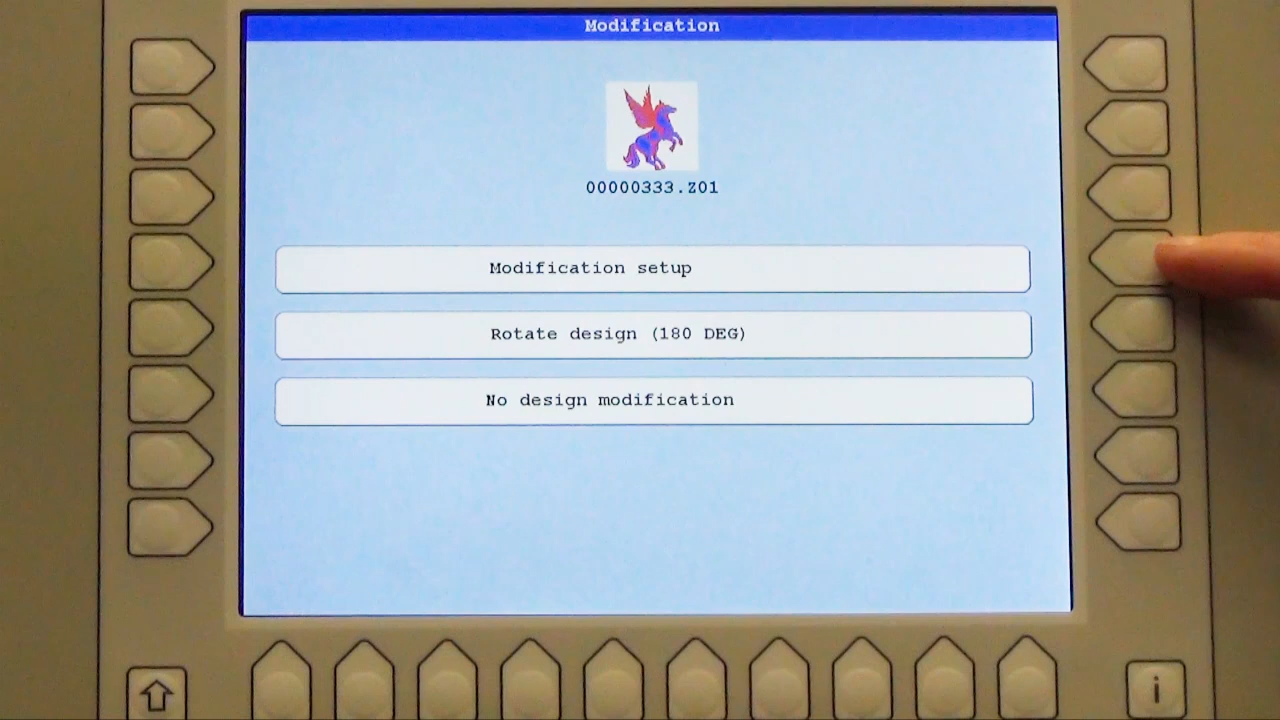 Modification
00000333.Z01
Modification setup
Rotate design (180 DEG)
No design modification
i